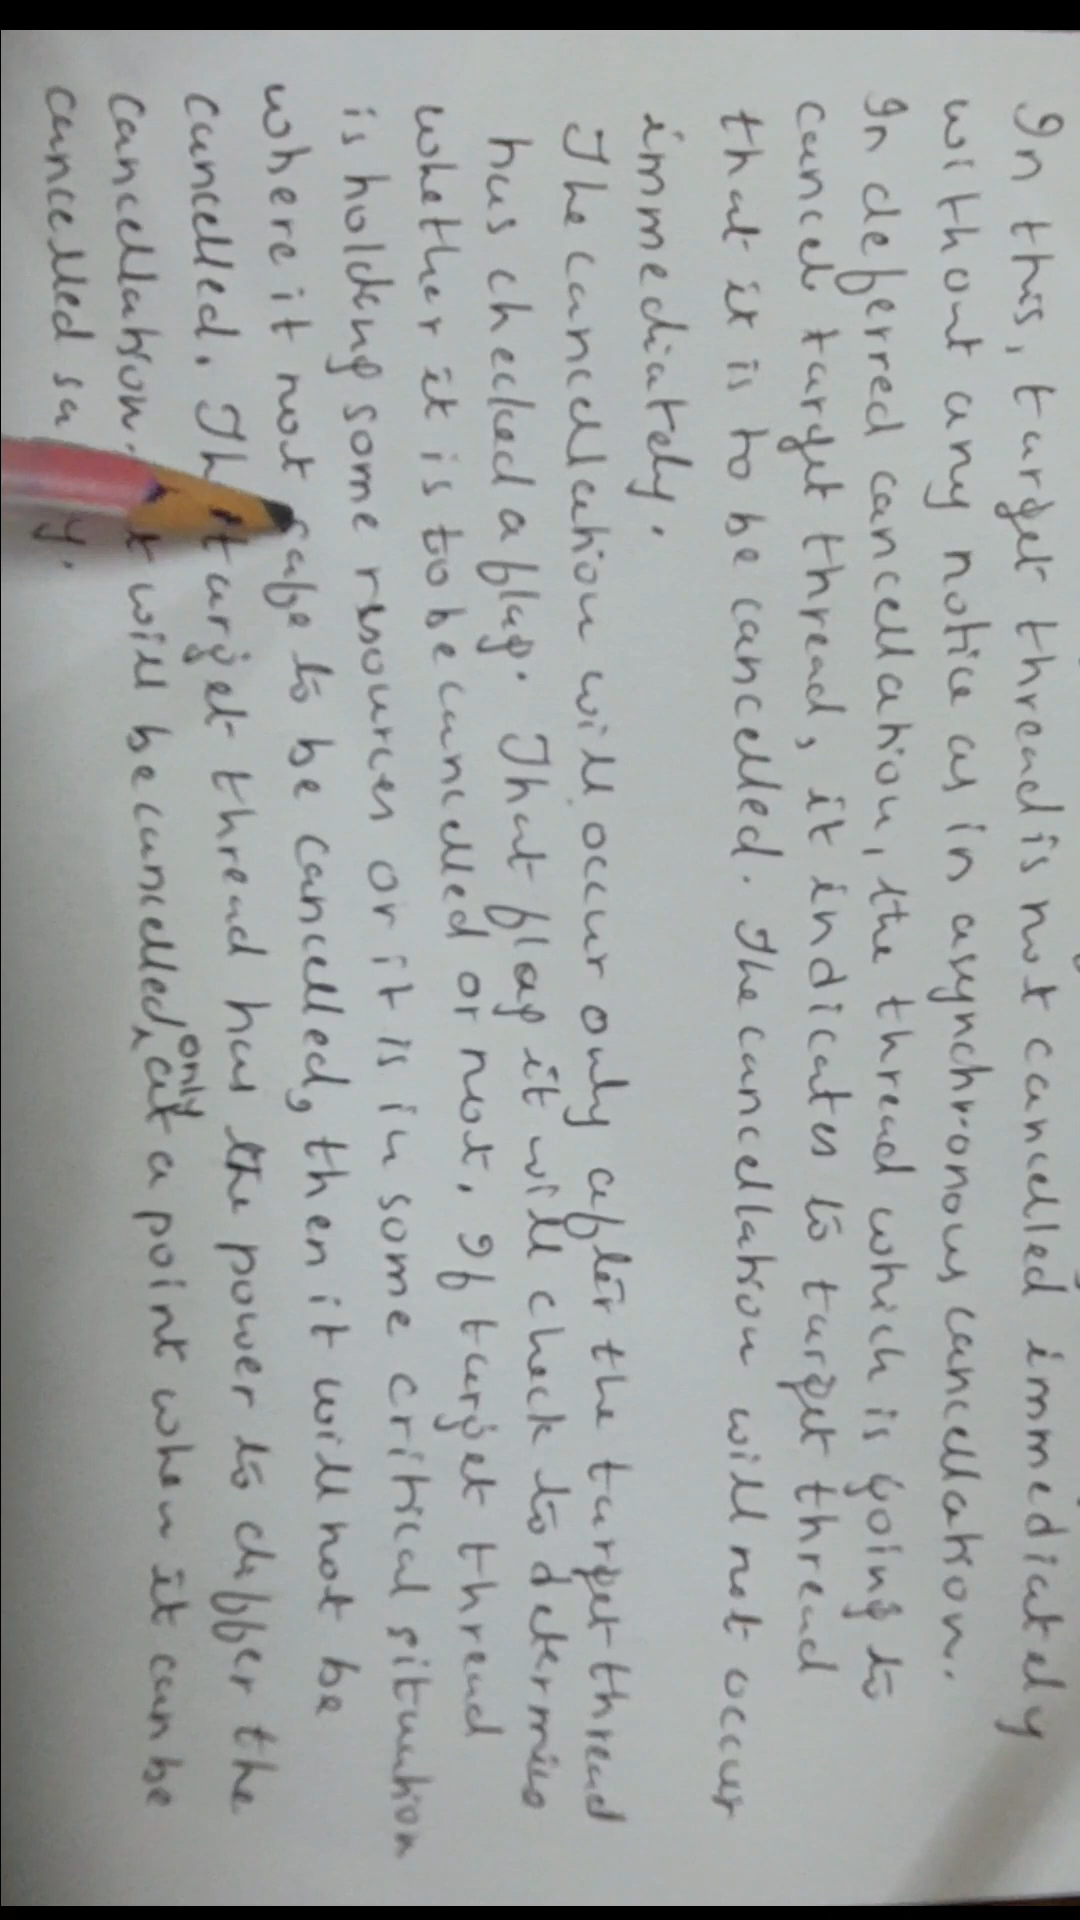 In this, target thread is not cancelled immediately
without any notice as in asynchronous cancellation.
In deferred cancellation, the thread which is going to
cancel target thread, it indicates to target thread
that it is to be cancelled. The cancellation will not occur
immediately.
The cancellation will occur only after the target thread
has checked a flag. That flag it will check to determine
whether it is to be cancelled or not. If target thread
is holding some resources or it is in some critical situation
where it not safe to be cancelled, then it will not be
cancelled. Th target thread has the power to differ the
cancellation. will be cancelled only at a point when it can be
cancelled